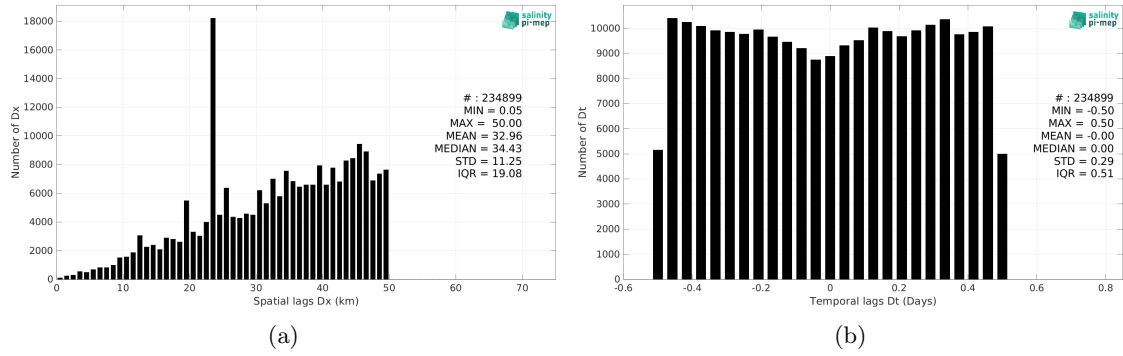 18000
16000
14000
12000
10000
8000
6000
4000
2000
0
Number of Dx
salinity
pi-mep
# : 234899
MIN = 0.05
MAX = 50.00
MEAN = 32.96
MEDIAN = 34.43
STD = 11.25
IQR = 19.08
0 10 20 30 40 50 60 70
Spatial lags Dx (km)
(a)
10000
9000
8000
7000
6000
5000
4000
3000
2000
1000
0
Number of Dt
salinity
pi-mep
# : 234899
MIN = -0.50
MAX = 0.50
MEAN = -0.00
MEDIAN = 0.00
STD = 0.29
IQR = 0.51
-0.6 -0.4 -0.2 0 0.2 0.4 0.6 0.8
Temporal lags Dt (Days)
(b)